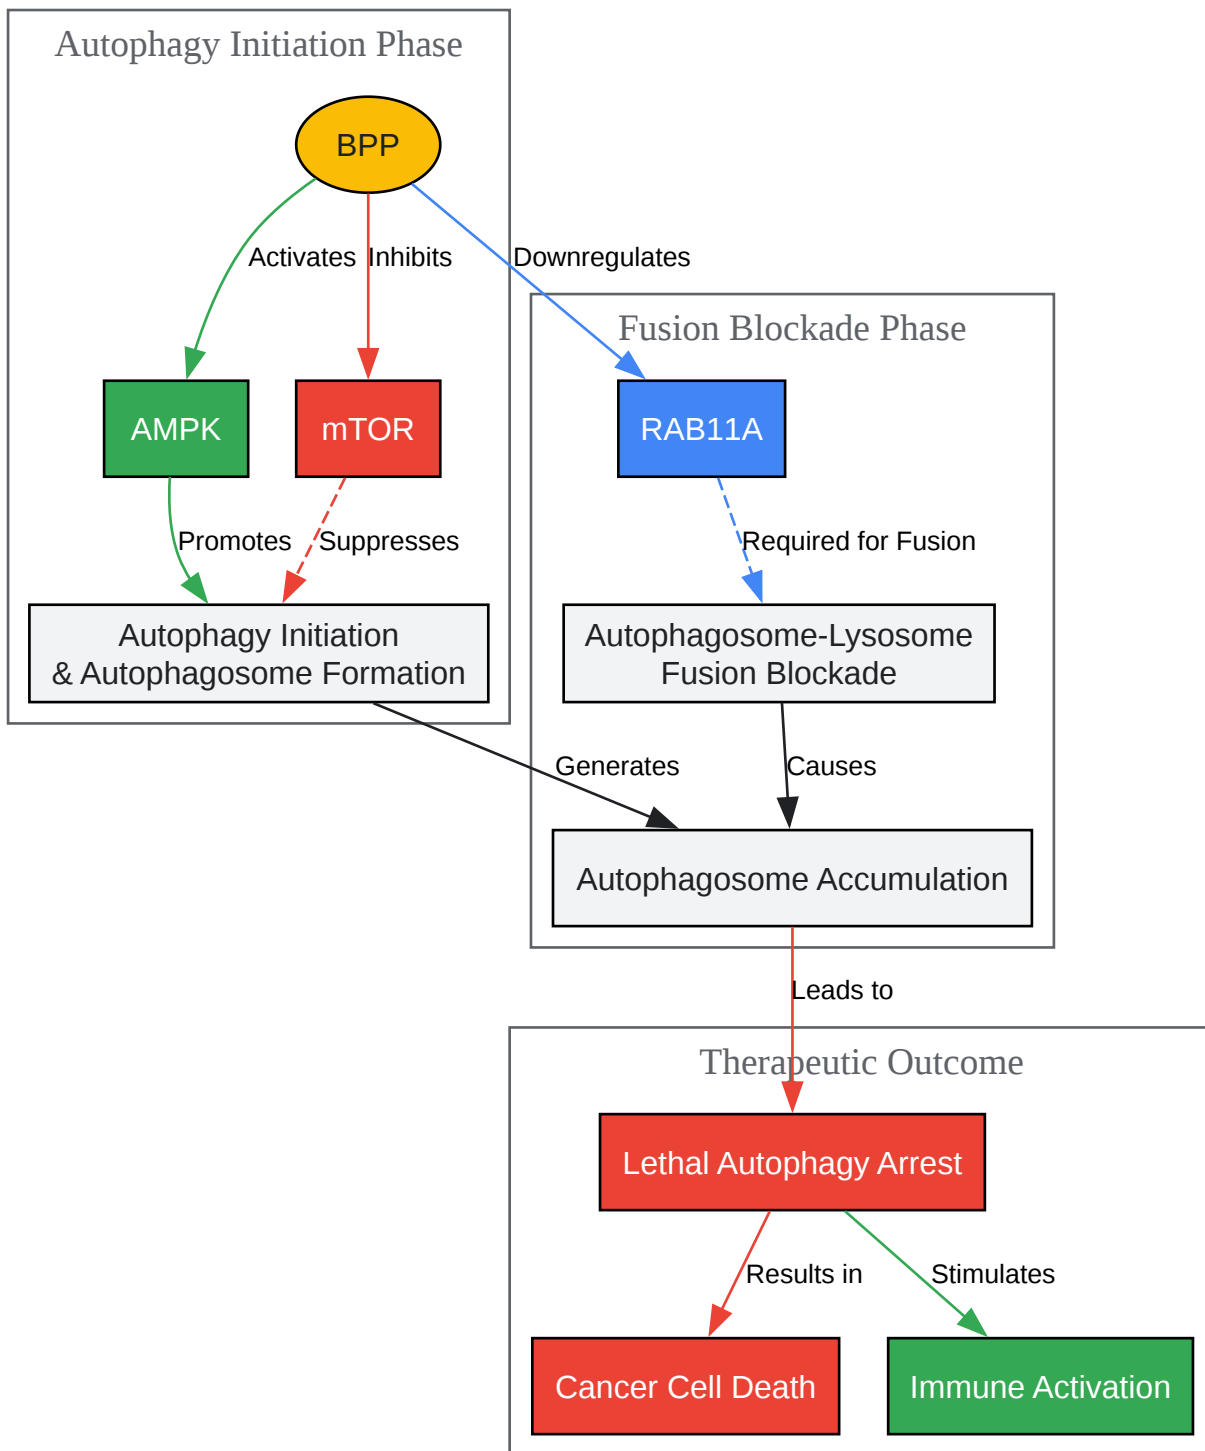 Autophagy Initiation Phase
BPP
Activates
Inhibits
Downregulates
Fusion Blockade Phase
AMPK
mTOR
RAB11A
Promotes
Suppresses
Required for Fusion
Autophagy Initiation
& Autophagosome Formation
Autophagosome-Lysosome
Fusion Blockade
Generates
Causes
Autophagosome Accumulation
Leads to
Therapeutic Outcome
Lethal Autophagy Arrest
Results in
Stimulates
Cancer Cell Death
Immune Activation